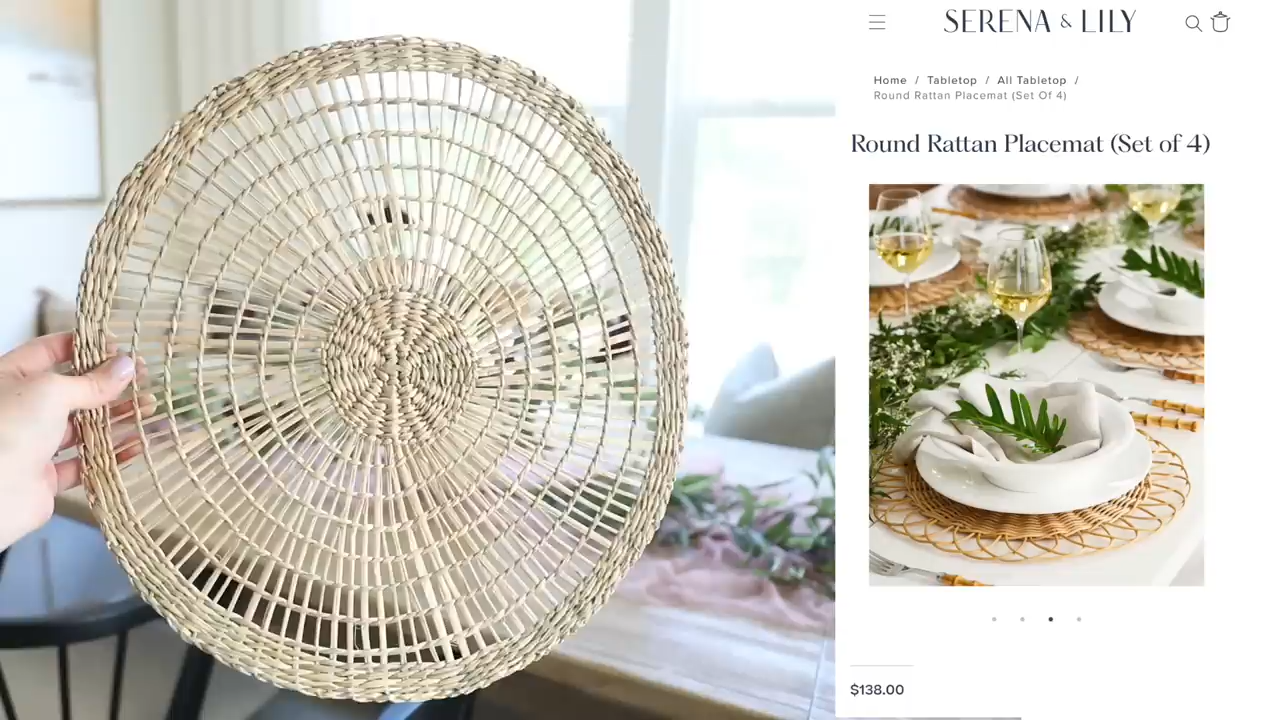 SERENA & LILY
Home / Tabletop / All Tabletop /
Round Rattan Placemat (Set Of 4)
Round Rattan Placemat (Set of 4)
$138.00